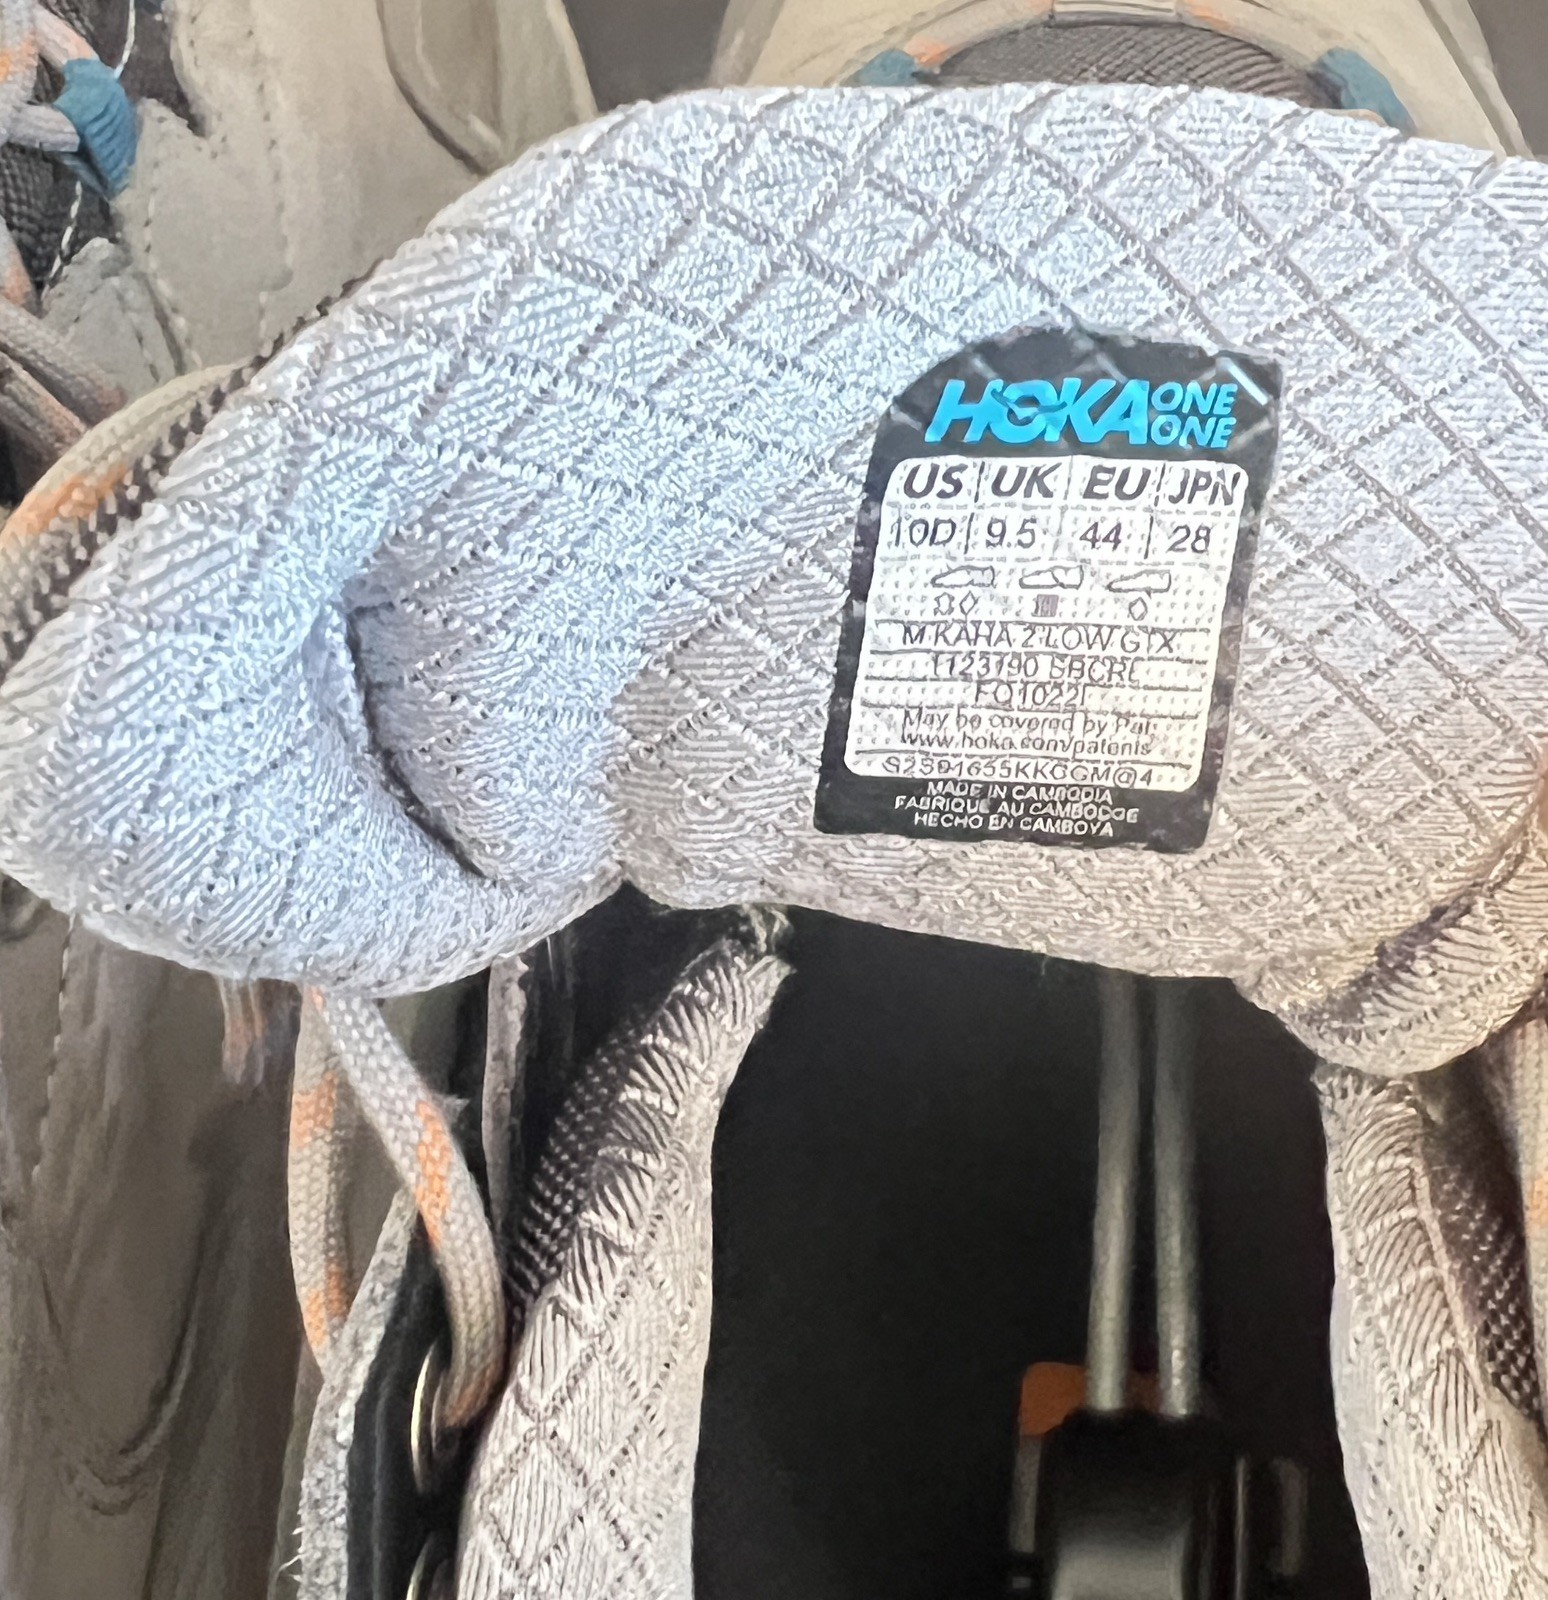 HOKA ONE ONE
US UK EU JPN
10D 9.5 44 28
M KAHA 2 LOW GTX
1123190 SBCRL
FQ1022I
May be covered by Pat:
www.hoka.com/patents
MADE IN CAMBODIA
FABRIQUE AU CAMBODGE
HECHO EN CAMBOYA